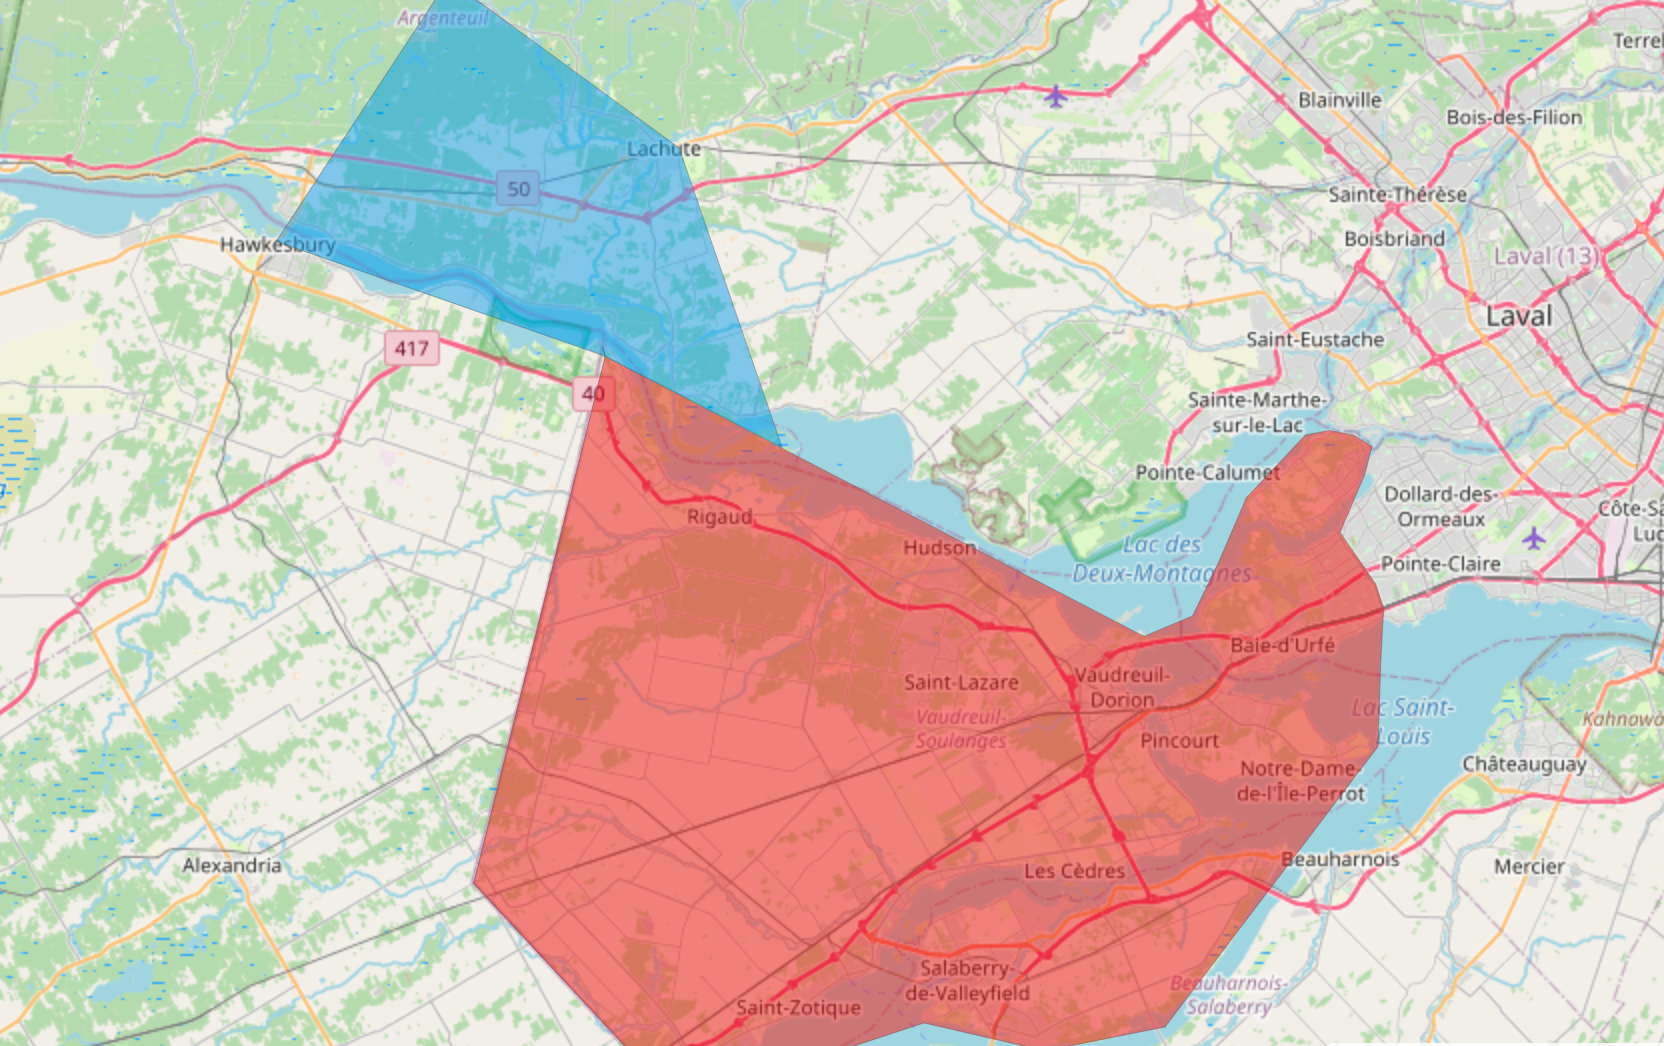 Argenteuil
Terrel
Blainville
Bois-des-Filion
Lachute
50
Sainte-Thérèse
Hawkesbury
Boisbriand
Laval (13)
Laval
417
Saint-Eustache
40
Sainte-Marthe-
sur-le-Lac
Pointe-Calumet
Dollard-des-
Ormeaux
Côte-Sa
Luc
Rigaud
Hudson
Lac des
Deux-Montagnes
Pointe-Claire
Baie-d'Urfé
Saint-Lazare
Vaudreuil-
Dorion
Vaudreuil-
Soulanges
Lac Saint-
Louis
Kahnawa
Pincourt
Notre-Dame-
de-l'Île-Perrot
Châteauguay
Alexandria
Les Cèdres
Beauharnois
Mercier
Salaberry-
de-Valleyfield
Beauharnois-
Salaberry
Saint-Zotique